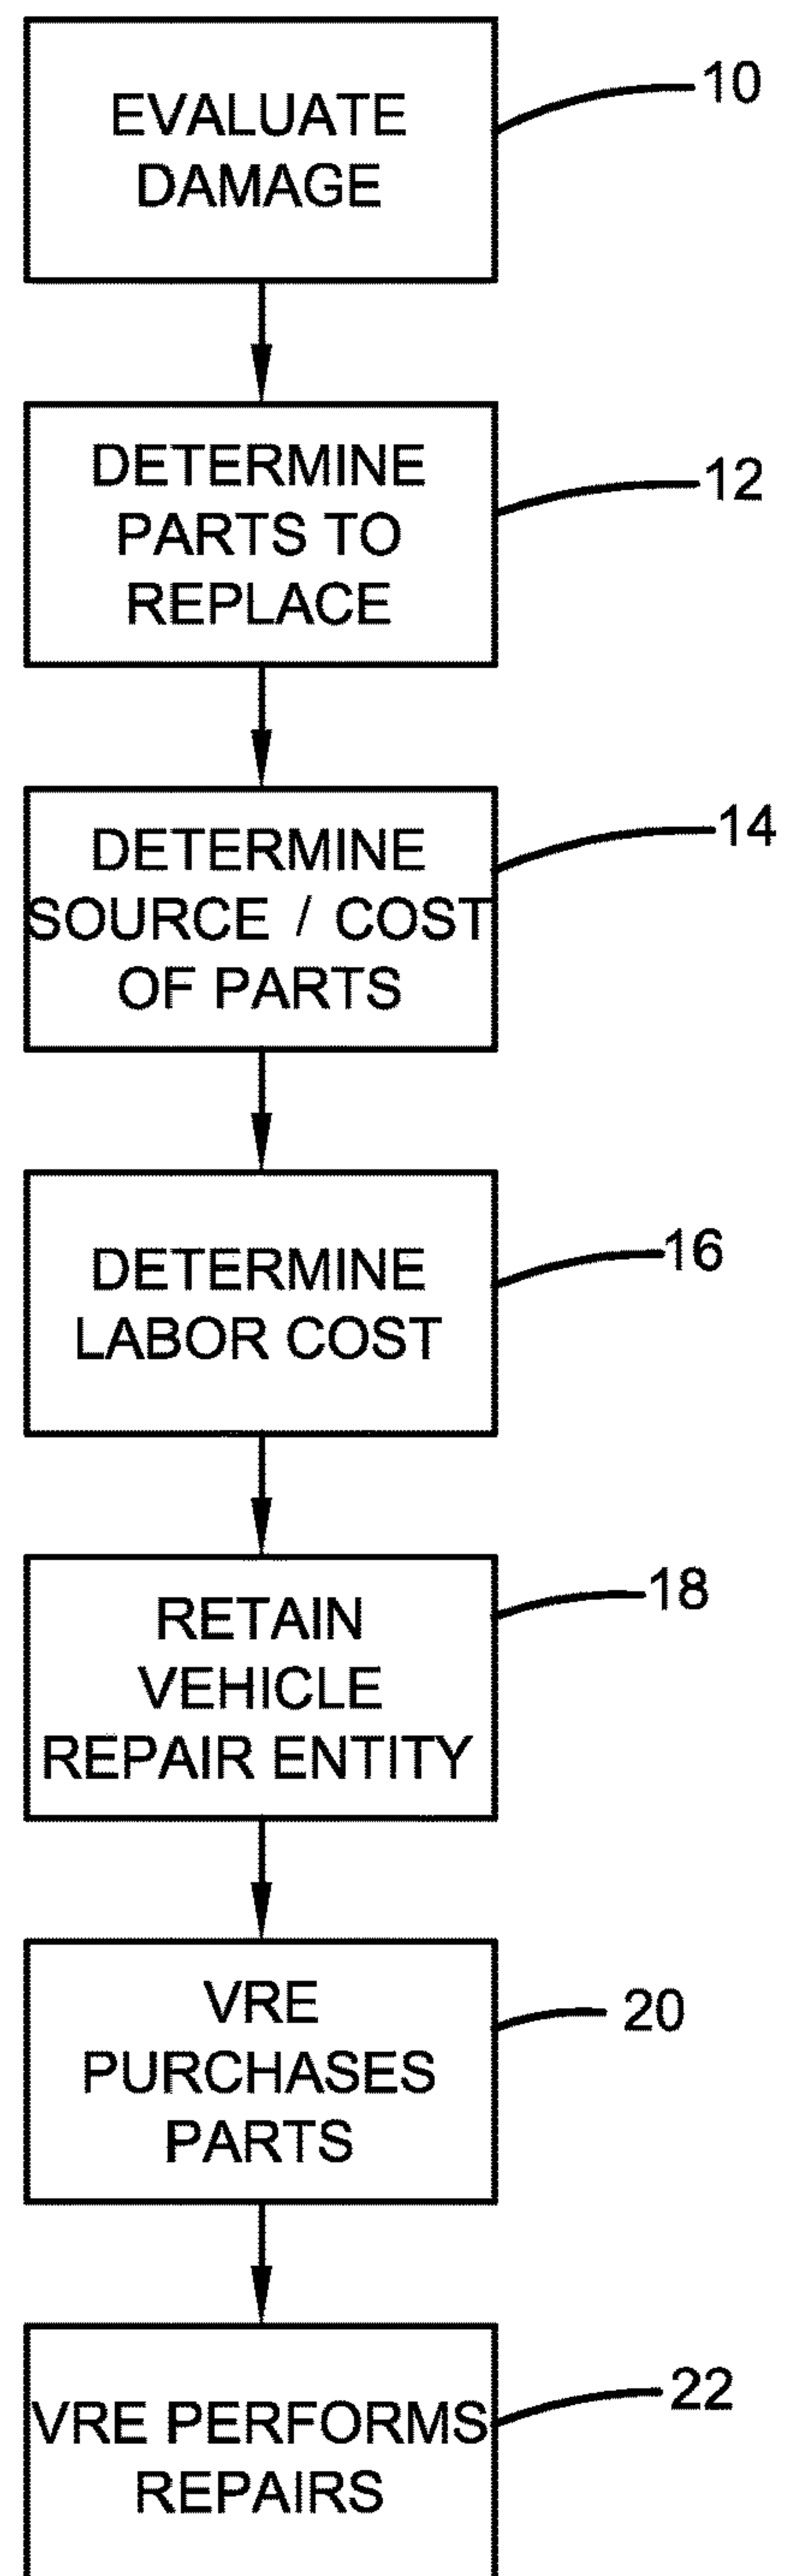 EVALUATE
DAMAGE
10
DETERMINE
PARTS TO
REPLACE
12
DETERMINE
SOURCE / COST
OF PARTS
14
DETERMINE
LABOR COST
16
RETAIN
VEHICLE
REPAIR ENTITY
18
VRE
PURCHASES
PARTS
20
VRE PERFORMS
REPAIRS
22